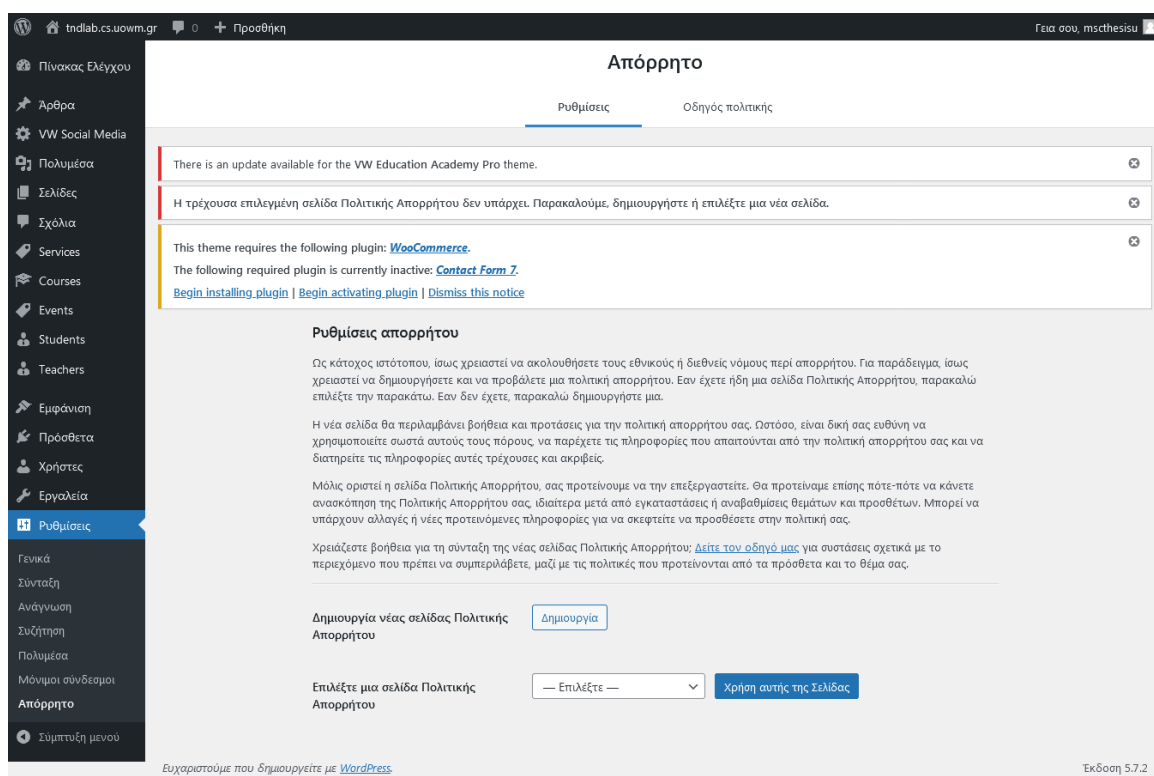 tndlab.cs.uowm.gr 0 Προσθήκη Γεια σου, mscthesisu
Πίνακας Ελέγχου
Άρθρα
VW Social Media
Πολυμέσα
Σελίδες
Σχόλια
Services
Courses
Events
Students
Teachers
Εμφάνιση
Πρόσθετα
Χρήστες
Εργαλεία
Ρυθμίσεις
Γενικά
Σύνταξη
Ανάγνωση
Συζήτηση
Πολυμέσα
Μόνιμοι σύνδεσμοι
Απόρρητο
Σύμπτυξη μενού
Απόρρητο
Ρυθμίσεις Οδηγός πολιτικής
There is an update available for the VW Education Academy Pro theme.
Η τρέχουσα επιλεγμένη σελίδα Πολιτικής Απορρήτου δεν υπάρχει. Παρακαλούμε, δημιουργήστε ή επιλέξτε μια νέα σελίδα.
This theme requires the following plugin: WooCommerce.
The following required plugin is currently inactive: Contact Form 7.
Begin installing plugin | Begin activating plugin | Dismiss this notice
Ρυθμίσεις απορρήτου
Ως κάτοχος ιστότοπου, ίσως χρειαστεί να ακολουθήσετε τους εθνικούς ή διεθνείς νόμους περί απορρήτου. Για παράδειγμα, ίσως
χρειαστεί να δημιουργήσετε και να προβάλετε μια πολιτική απορρήτου. Εαν έχετε ήδη μια σελίδα Πολιτικής Απορρήτου, παρακαλώ
επιλέξτε την παρακάτω. Εαν δεν έχετε, παρακαλώ δημιουργήστε μια.
Η νέα σελίδα θα περιλαμβάνει βοήθεια και προτάσεις για την πολιτική απορρήτου σας. Ωστόσο, είναι δική σας ευθύνη να
χρησιμοποιείτε σωστά αυτούς τους πόρους, να παρέχετε τις πληροφορίες που απαιτούνται από την πολιτική απορρήτου σας και να
διατηρείτε τις πληροφορίες αυτές τρέχουσες και ακριβείς.
Μόλις οριστεί η σελίδα Πολιτικής Απορρήτου, σας προτείνουμε να την επεξεργαστείτε. Θα προτείναμε επίσης πότε-πότε να κάνετε
ανασκόπηση της Πολιτικής Απορρήτου σας, ιδιαίτερα μετά από εγκαταστάσεις ή αναβαθμίσεις θεμάτων και προσθέτων. Μπορεί να
υπάρχουν αλλαγές ή νέες προτεινόμενες πληροφορίες για να σκεφτείτε να προσθέσετε στην πολιτική σας.
Χρειάζεστε βοήθεια για τη σύνταξη της νέας σελίδας Πολιτικής Απορρήτου; Δείτε τον οδηγό μας για συστάσεις σχετικά με το
περιεχόμενο που πρέπει να συμπεριλάβετε, μαζί με τις πολιτικές που προτείνονται από τα πρόσθετα και το θέμα σας.
Δημιουργία νέας σελίδας Πολιτικής
Απορρήτου
Δημιουργία
Επιλέξτε μια σελίδα Πολιτικής
Απορρήτου
— Επιλέξτε — Χρήση αυτής της Σελίδας
Ευχαριστούμε που δημιουργείτε με WordPress. Έκδοση 5.7.2